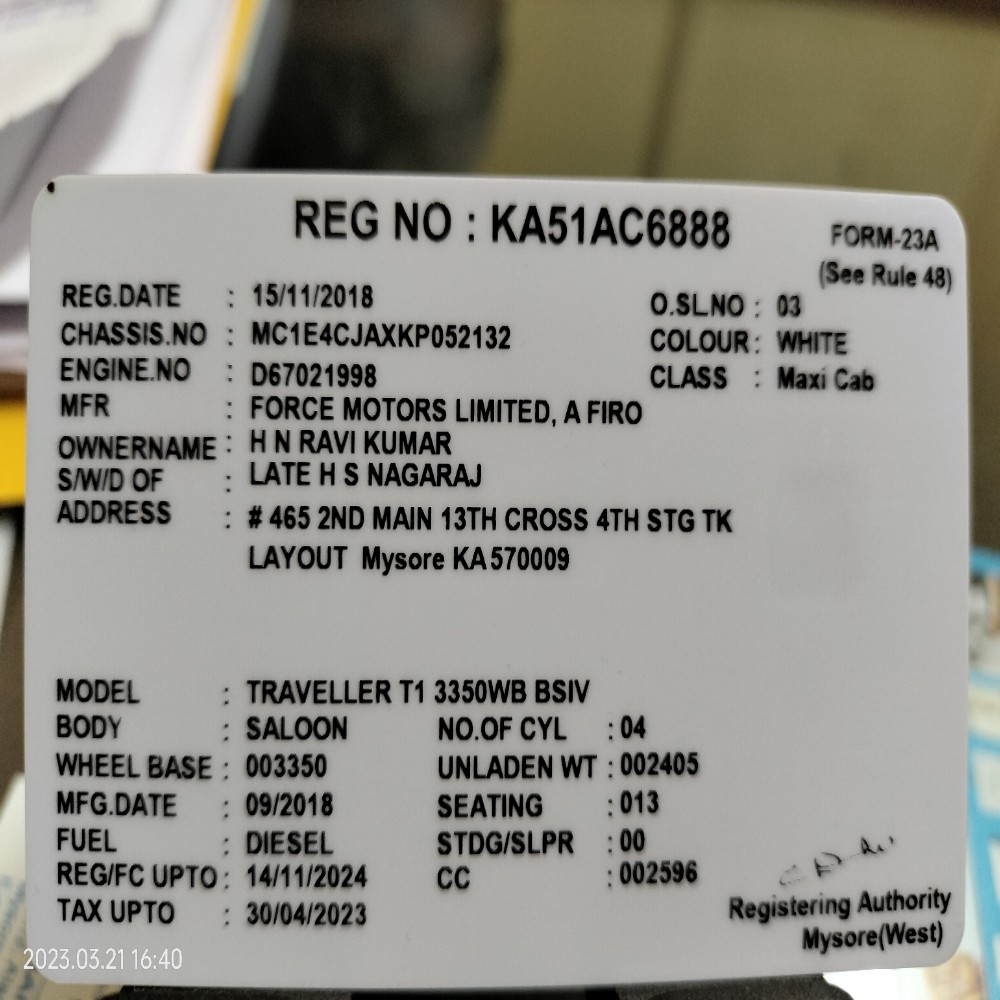 REG NO : KA51AC6888
FORM-23A
(See Rule 48)
REG.DATE : 15/11/2018 O.SL.NO : 03
CHASSIS.NO : MC1E4CJAXKP052132 COLOUR : WHITE
ENGINE.NO : D67021998 CLASS : Maxi Cab
MFR : FORCE MOTORS LIMITED, A FIRO
OWNERNAME : H N RAVI KUMAR
S/W/D OF : LATE H S NAGARAJ
ADDRESS : # 465 2ND MAIN 13TH CROSS 4TH STG TK
LAYOUT Mysore KA 570009
MODEL : TRAVELLER T1 3350WB BSIV
BODY : SALOON NO.OF CYL : 04
WHEEL BASE : 003350 UNLADEN WT : 002405
MFG.DATE : 09/2018 SEATING : 013
FUEL : DIESEL STDG/SLPR : 00
REG/FC UPTO : 14/11/2024 CC : 002596
TAX UPTO : 30/04/2023
Registering Authority
Mysore(West)
2023.03.21 16:40